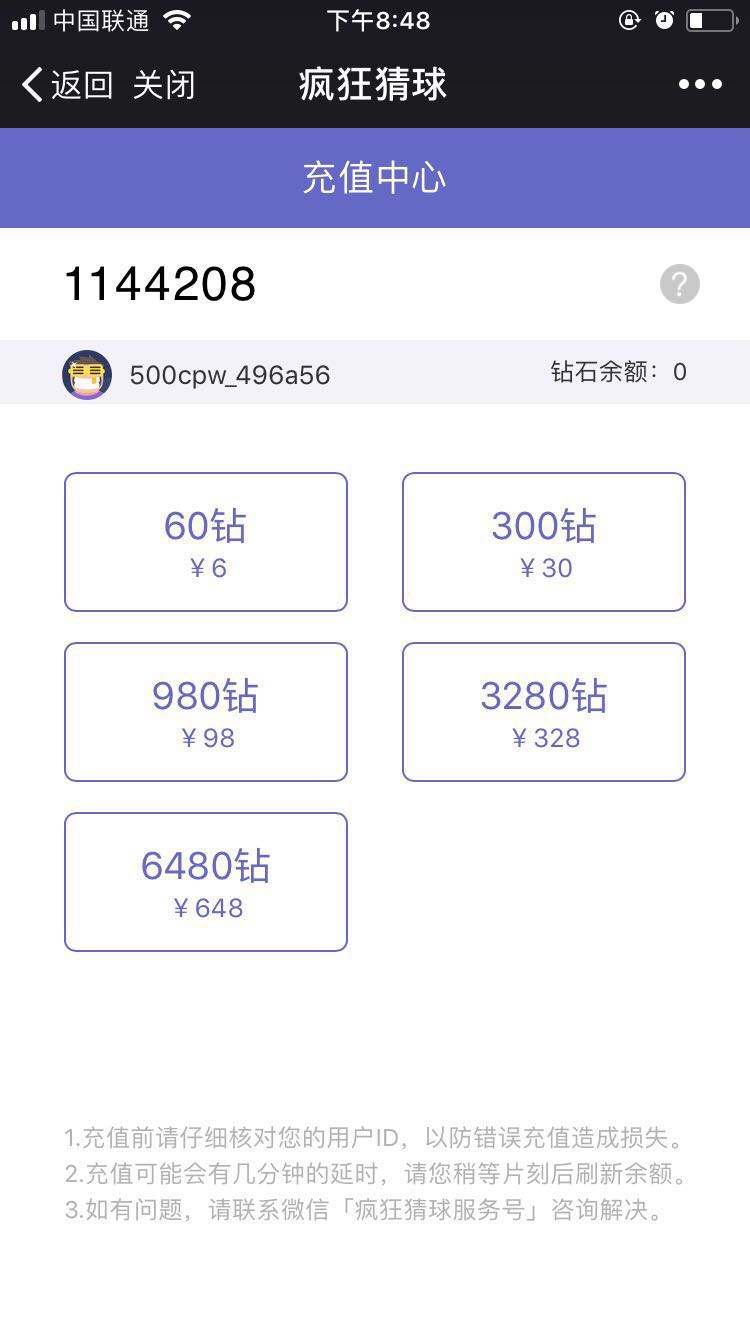 中国联通 下午8:48
返回 关闭 疯狂猜球
充值中心
1144208 ?
500cpw_496a56 钻石余额：0
60钻 300钻
¥6 ¥30
980钻 3280钻
¥98 ¥328
6480钻
¥648
1.充值前请仔细核对您的用户ID，以防错误充值造成损失。
2.充值可能会有几分钟的延时，请您稍等片刻后刷新余额。
3.如有问题，请联系微信「疯狂猜球服务号」咨询解决。